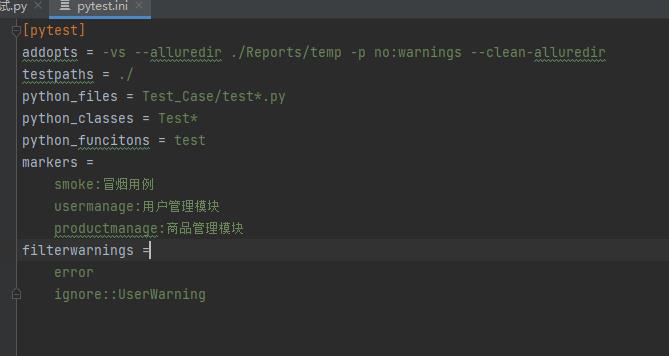 试.py × pytest.ini ×
[pytest]
addopts = -vs --alluredir ./Reports/temp -p no:warnings --clean-alluredir
testpaths = ./
python_files = Test_Case/test*.py
python_classes = Test*
python_funcitons = test
markers =
smoke:冒烟用例
usermanage:用户管理模块
productmanage:商品管理模块
filterwarnings =
error
ignore::UserWarning